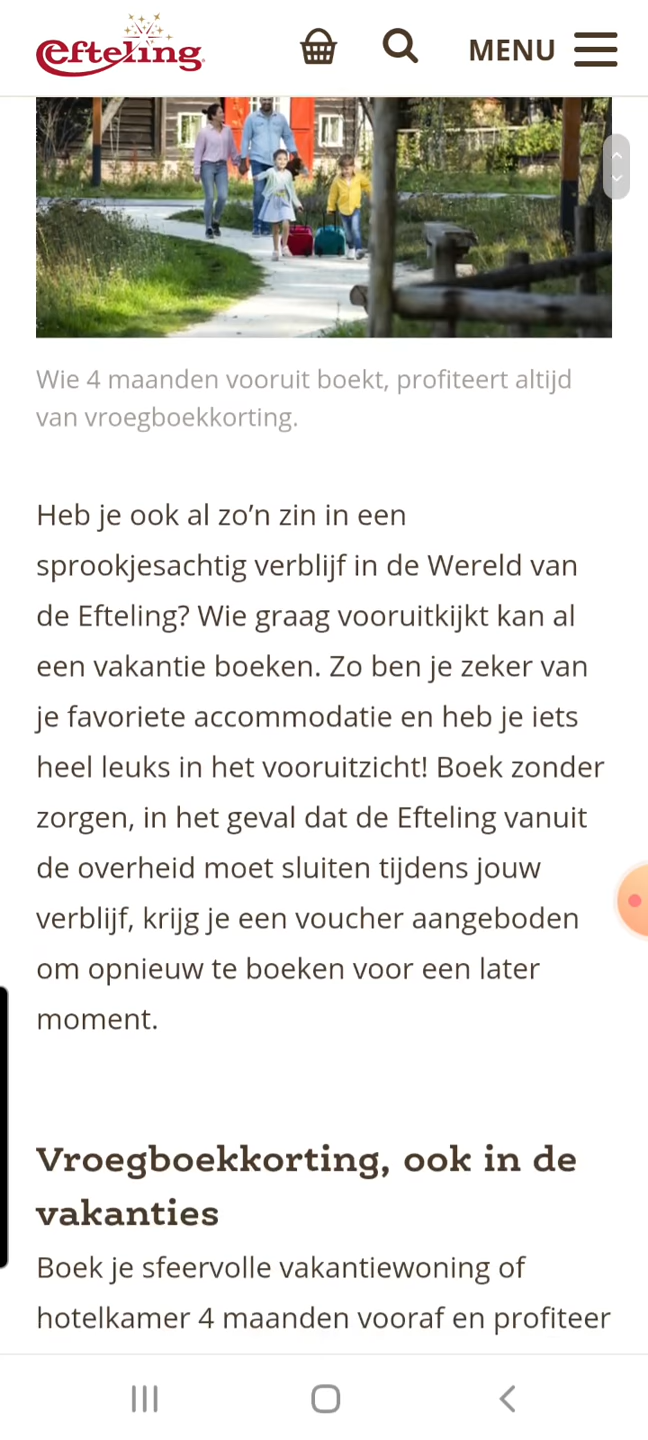 Efteling
MENU
Wie 4 maanden vooruit boekt, profiteert altijd
van vroegboekkorting.
Heb je ook al zo’n zin in een
sprookjesachtig verblijf in de Wereld van
de Efteling? Wie graag vooruitkijkt kan al
een vakantie boeken. Zo ben je zeker van
je favoriete accommodatie en heb je iets
heel leuks in het vooruitzicht! Boek zonder
zorgen, in het geval dat de Efteling vanuit
de overheid moet sluiten tijdens jouw
verblijf, krijg je een voucher aangeboden
om opnieuw te boeken voor een later
moment.
Vroegboekkorting, ook in de
vakanties
Boek je sfeervolle vakantiewoning of
hotelkamer 4 maanden vooraf en profiteer